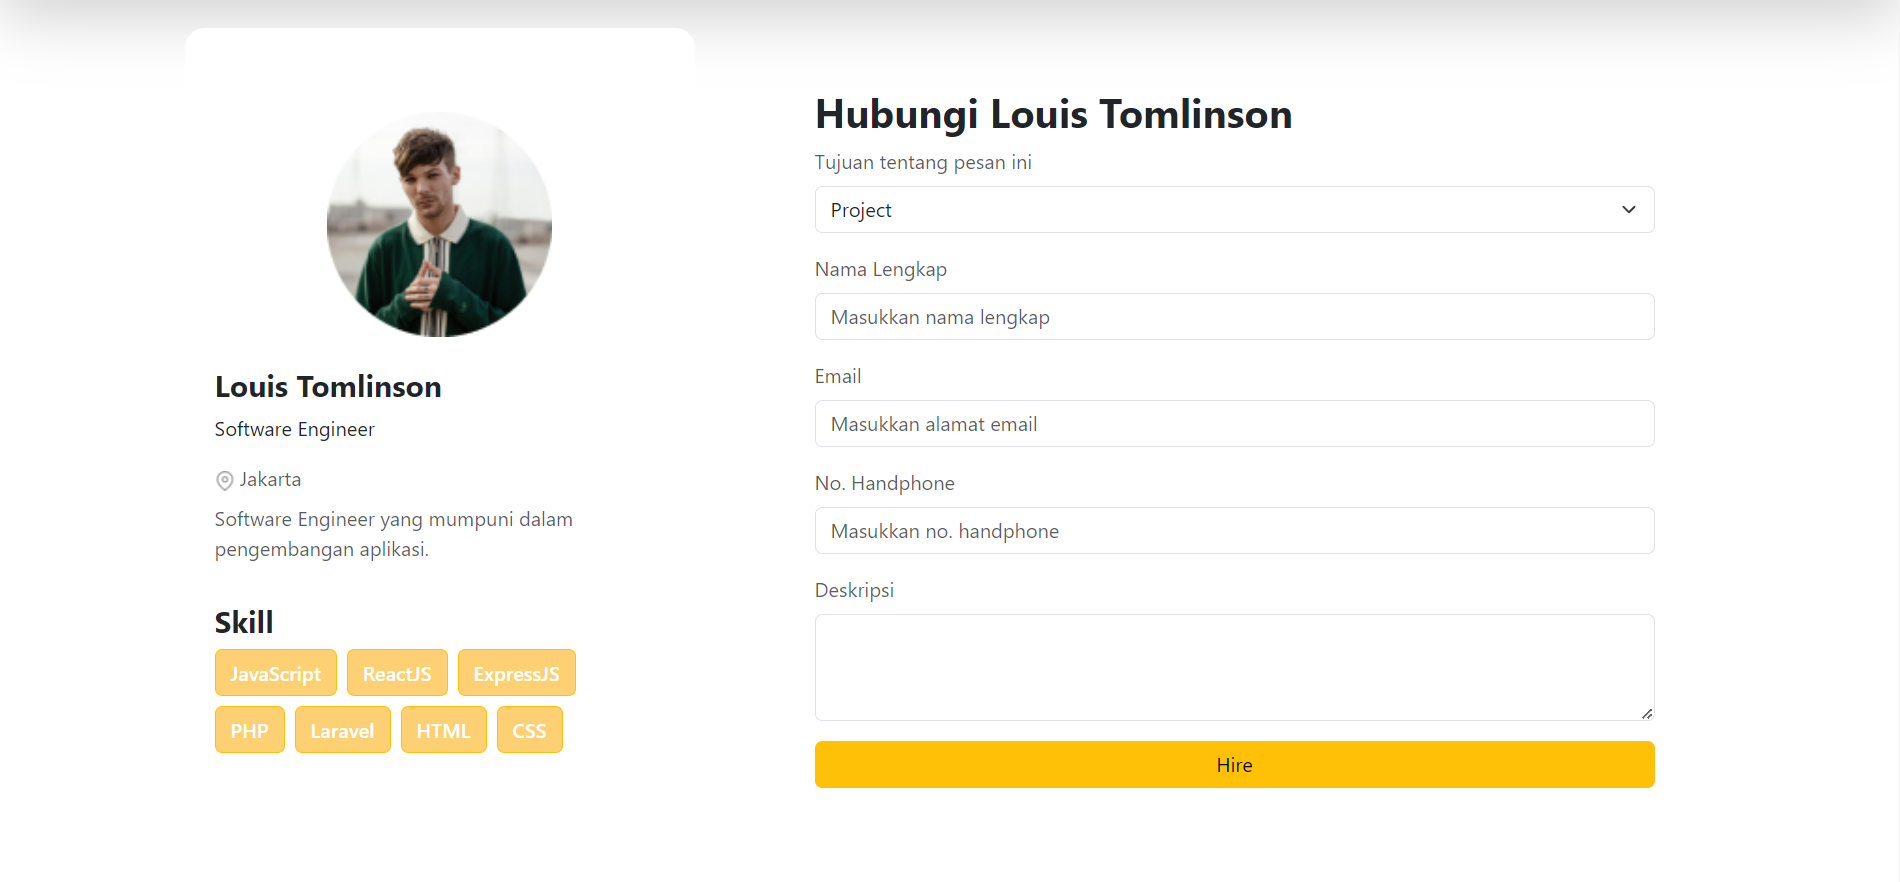 Louis Tomlinson
Software Engineer
Jakarta
Software Engineer yang mumpuni dalam
pengembangan aplikasi.
Skill
JavaScript ReactJS ExpressJS
PHP Laravel HTML CSS
Hubungi Louis Tomlinson
Tujuan tentang pesan ini
Project
Nama Lengkap
Masukkan nama lengkap
Email
Masukkan alamat email
No. Handphone
Masukkan no. handphone
Deskripsi
Hire